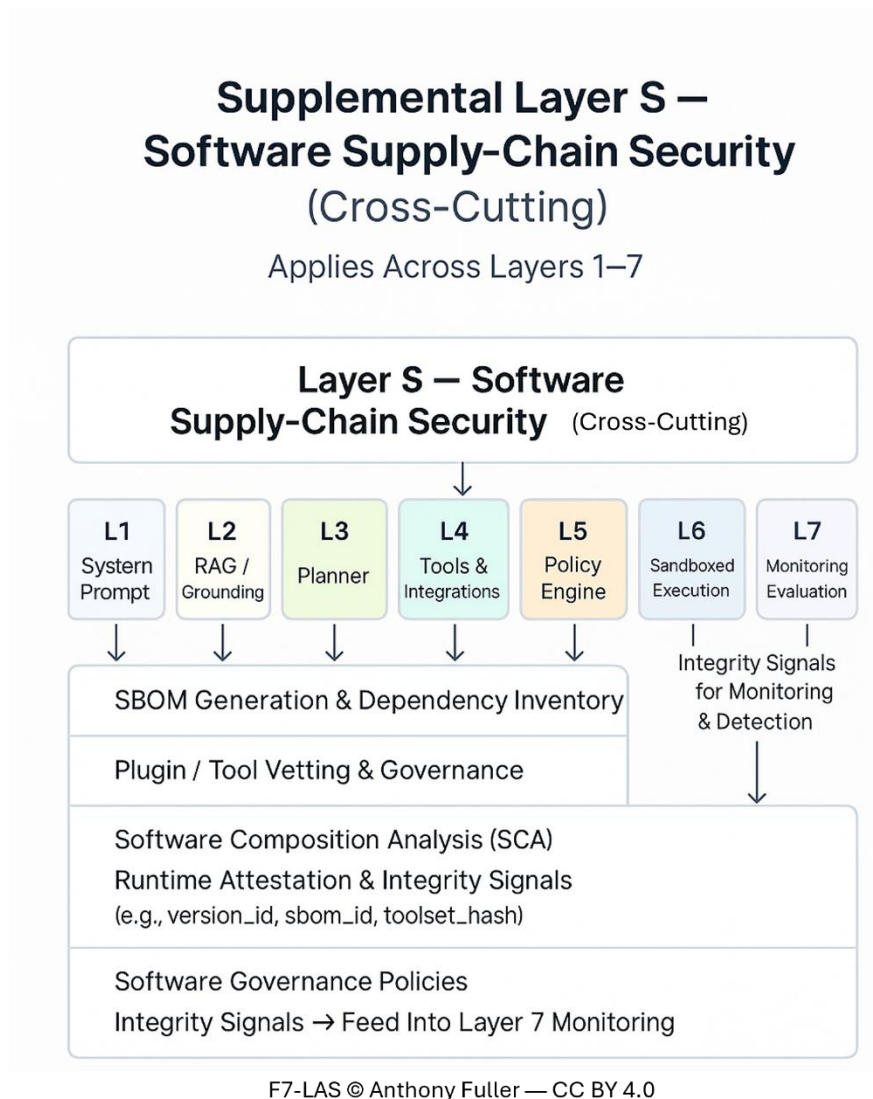 Supplemental Layer S —
Software Supply-Chain Security
(Cross-Cutting)
Applies Across Layers 1–7
Layer S — Software
Supply-Chain Security (Cross-Cutting)
L1
Systern
Prompt
L2
RAG /
Grounding
L3
Planner
L4
Tools &
Integrations
L5
Policy
Engine
L6
Sandboxed
Execution
L7
Monitoring
Evaluation
Integrity Signals
for Monitoring
& Detection
SBOM Generation & Dependency Inventory
Plugin / Tool Vetting & Governance
Software Composition Analysis (SCA)
Runtime Attestation & Integrity Signals
(e.g., version_id, sbom_id, toolset_hash)
Software Governance Policies
Integrity Signals → Feed Into Layer 7 Monitoring
F7-LAS © Anthony Fuller — CC BY 4.0